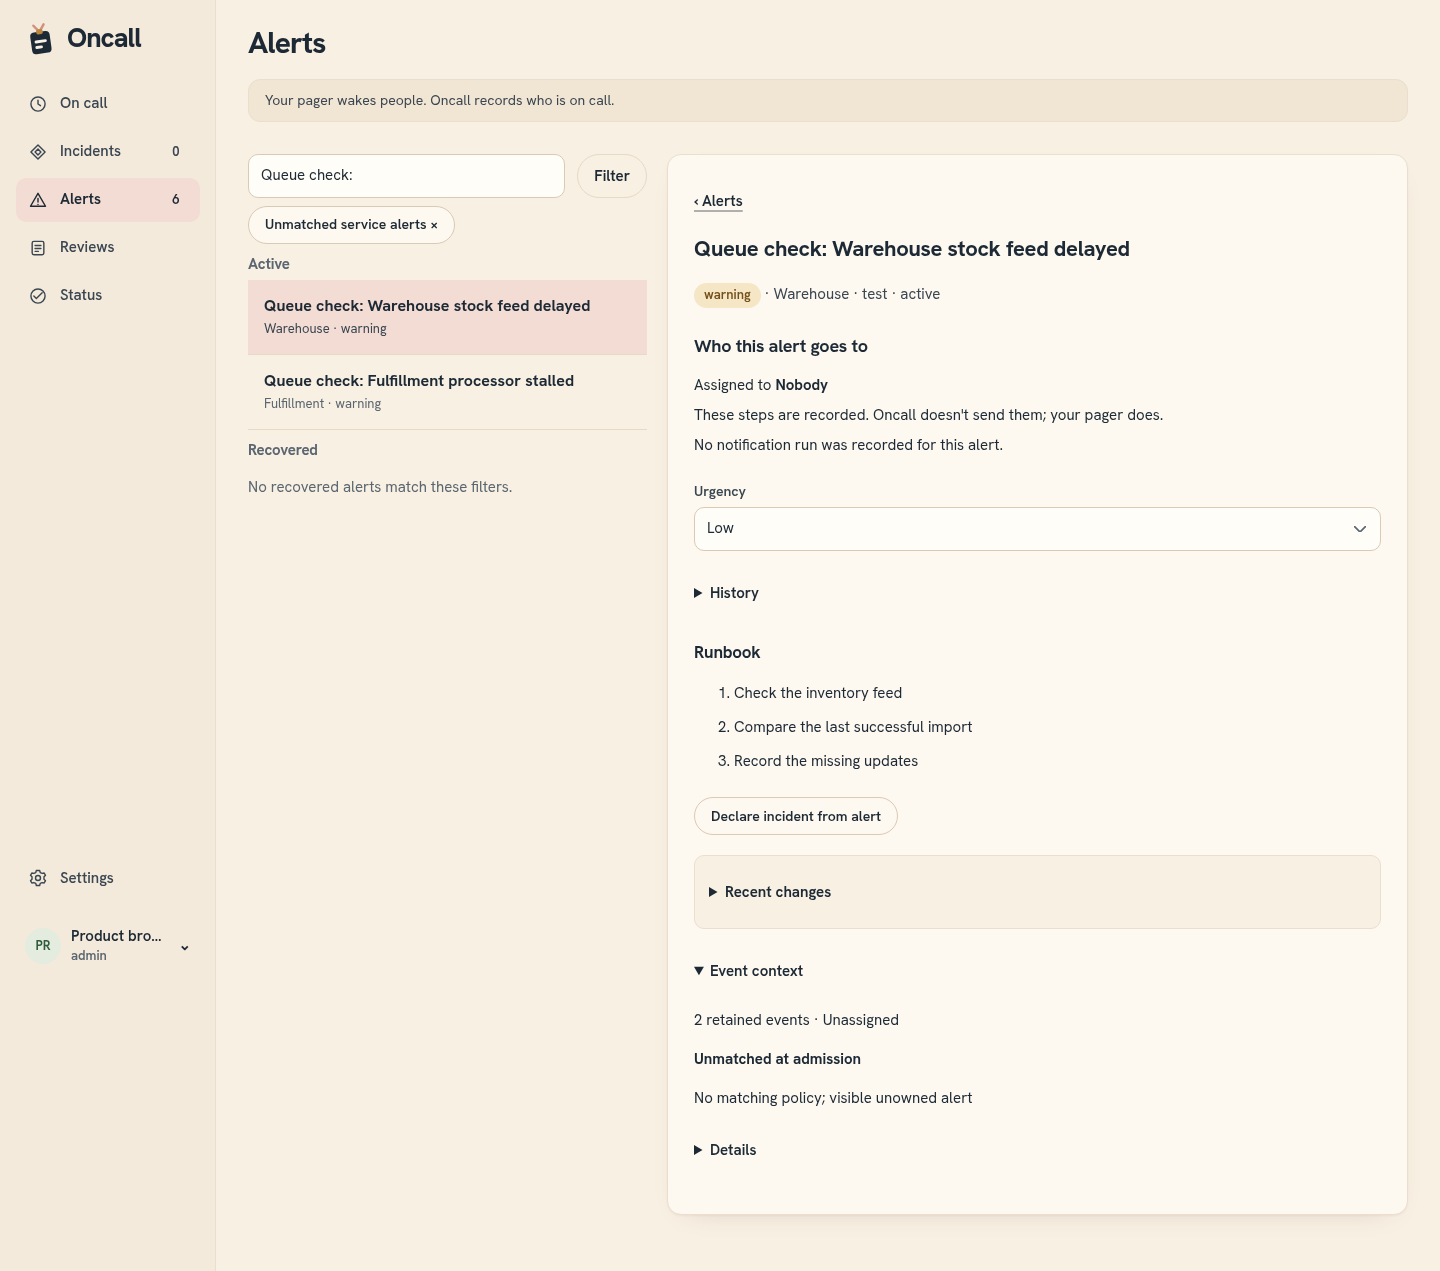 Oncall
On call
Incidents 0
Alerts 6
Reviews
Status
Settings
PR
Product bro...
admin
Alerts
Your pager wakes people. Oncall records who is on call.
Queue check:
Filter
Unmatched service alerts ×
Active
Queue check: Warehouse stock feed delayed
Warehouse · warning
Queue check: Fulfillment processor stalled
Fulfillment · warning
Recovered
No recovered alerts match these filters.
‹ Alerts
Queue check: Warehouse stock feed delayed
warning · Warehouse · test · active
Who this alert goes to
Assigned to Nobody
These steps are recorded. Oncall doesn't send them; your pager does.
No notification run was recorded for this alert.
Urgency
Low
History
Runbook
1. Check the inventory feed
2. Compare the last successful import
3. Record the missing updates
Declare incident from alert
Recent changes
Event context
2 retained events · Unassigned
Unmatched at admission
No matching policy; visible unowned alert
Details